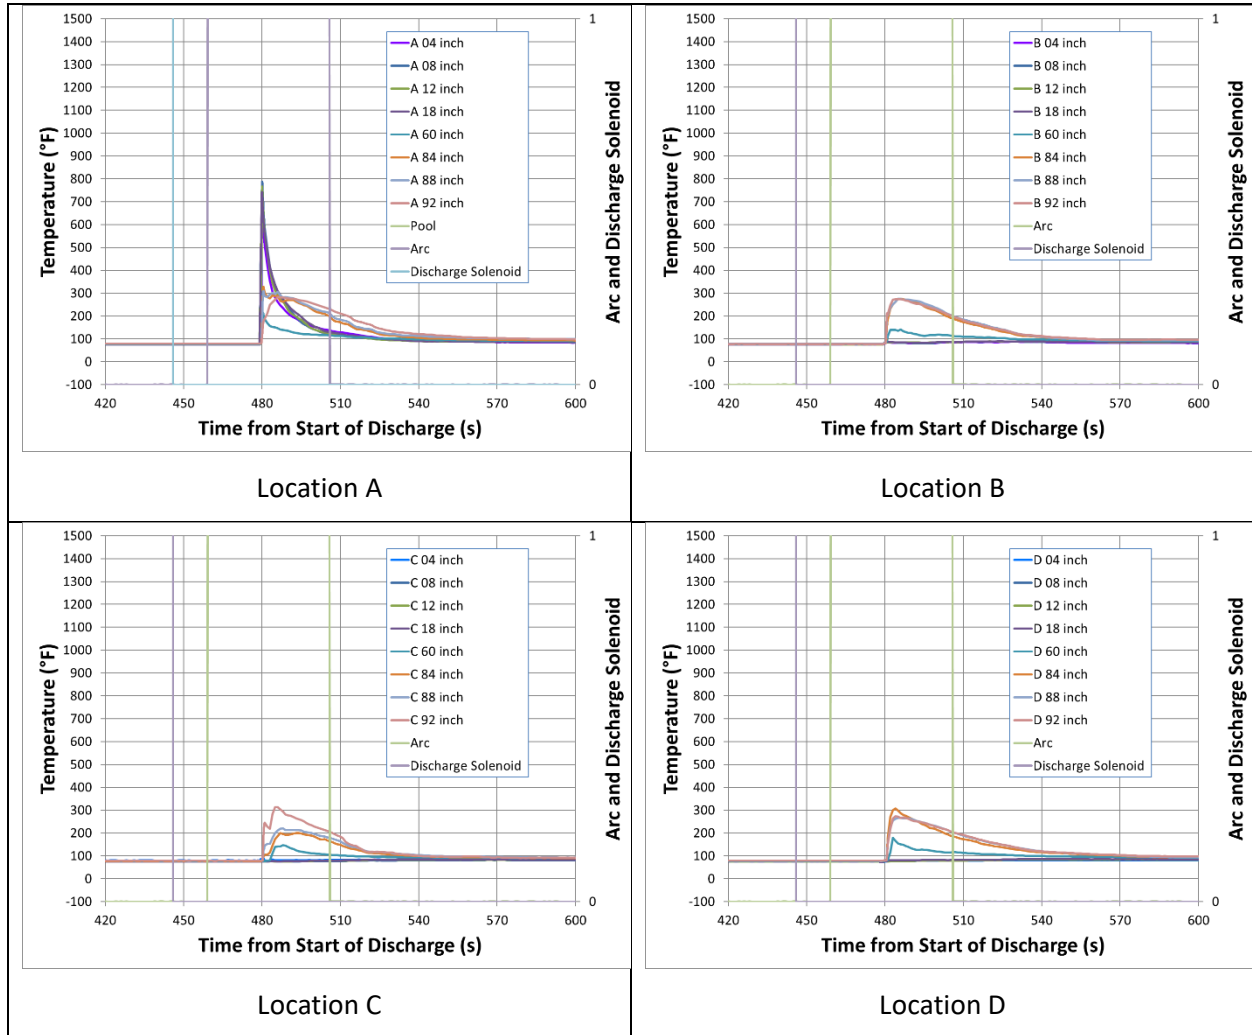 1500
1400
1300
1200
1100
1000
900
800
700
600
500
400
300
200
100
0
-100
Temperature (°F)
A 04 inch
A 08 inch
A 12 inch
A 18 inch
A 60 inch
A 84 inch
A 88 inch
A 92 inch
Pool
Arc
Discharge Solenoid
1
0
Arc and Discharge Solenoid
420 450 480 510 540 570 600
Time from Start of Discharge (s)
Location A
1500
1400
1300
1200
1100
1000
900
800
700
600
500
400
300
200
100
0
-100
Temperature (°F)
B 04 inch
B 08 inch
B 12 inch
B 18 inch
B 60 inch
B 84 inch
B 88 inch
B 92 inch
Arc
Discharge Solenoid
1
0
Arc and Discharge Solenoid
420 450 480 510 540 570 600
Time from Start of Discharge (s)
Location B
1500
1400
1300
1200
1100
1000
900
800
700
600
500
400
300
200
100
0
-100
Temperature (°F)
C 04 inch
C 08 inch
C 12 inch
C 18 inch
C 60 inch
C 84 inch
C 88 inch
C 92 inch
Arc
Discharge Solenoid
1
0
Arc and Discharge Solenoid
420 450 480 510 540 570 600
Time from Start of Discharge (s)
Location C
1500
1400
1300
1200
1100
1000
900
800
700
600
500
400
300
200
100
0
-100
Temperature (°F)
D 04 inch
D 08 inch
D 12 inch
D 18 inch
D 60 inch
D 84 inch
D 88 inch
D 92 inch
Arc
Discharge Solenoid
1
0
Arc and Discharge Solenoid
420 450 480 510 540 570 600
Time from Start of Discharge (s)
Location D